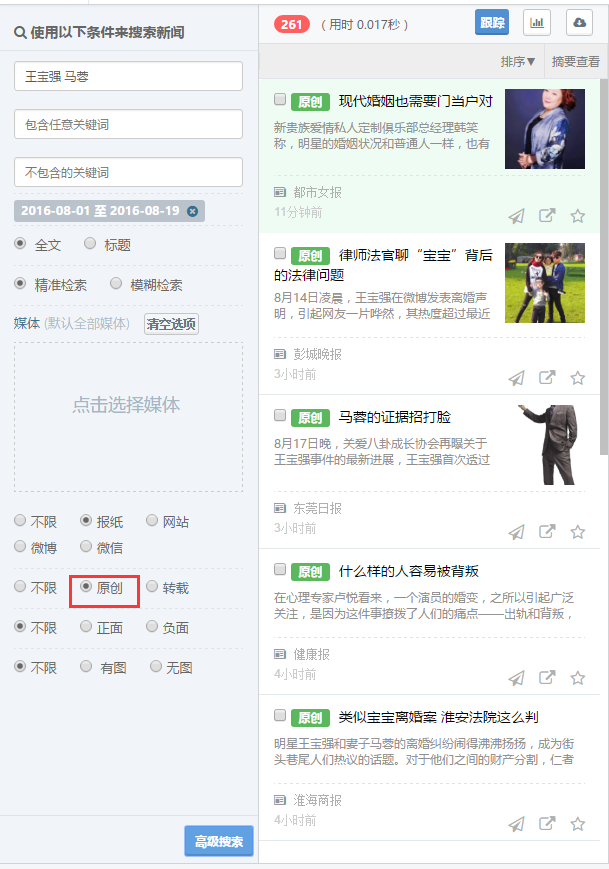 使用以下条件来搜索新闻
王宝强 马蓉
包含任意关键词
不包含的关键词
2016-08-01 至 2016-08-19
全文 标题
精准检索 模糊检索
媒体 (默认全部媒体) 清空选项
点击选择媒体
不限 报纸 网站
微博 微信
不限 原创 转载
不限 正面 负面
不限 有图 无图
高级搜索
261 ( 用时 0.017秒 ) 跟踪
排序▼ 摘要查看
原创 现代婚姻也需要门当户对
新贵族爱情私人定制俱乐部总经理韩笑
称，明星的婚姻状况和普通人一样，也有
都市女报
11分钟前
原创 律师法官聊“宝宝”背后
的法律问题
8月14日凌晨，王宝强在微博发表离婚声
明，引起网友一片哗然，其热度超过最近
彭城晚报
3小时前
原创 马蓉的证据招打脸
8月17日晚，关爱八卦成长协会再曝关于
王宝强事件的最新进展，王宝强首次透过
东莞日报
3小时前
原创 什么样的人容易被背叛
在心理专家卢悦看来，一个演员的婚变，之所以引起广泛
关注，是因为这件事撩拨了人们的痛点——出轨和背叛，
健康报
4小时前
原创 类似宝宝离婚案 淮安法院这么判
明星王宝强和妻子马蓉的离婚纠纷闹得沸沸扬扬，成为街
头巷尾人们热议的话题。对于他们之间的财产分割，仁者
淮海商报
4小时前